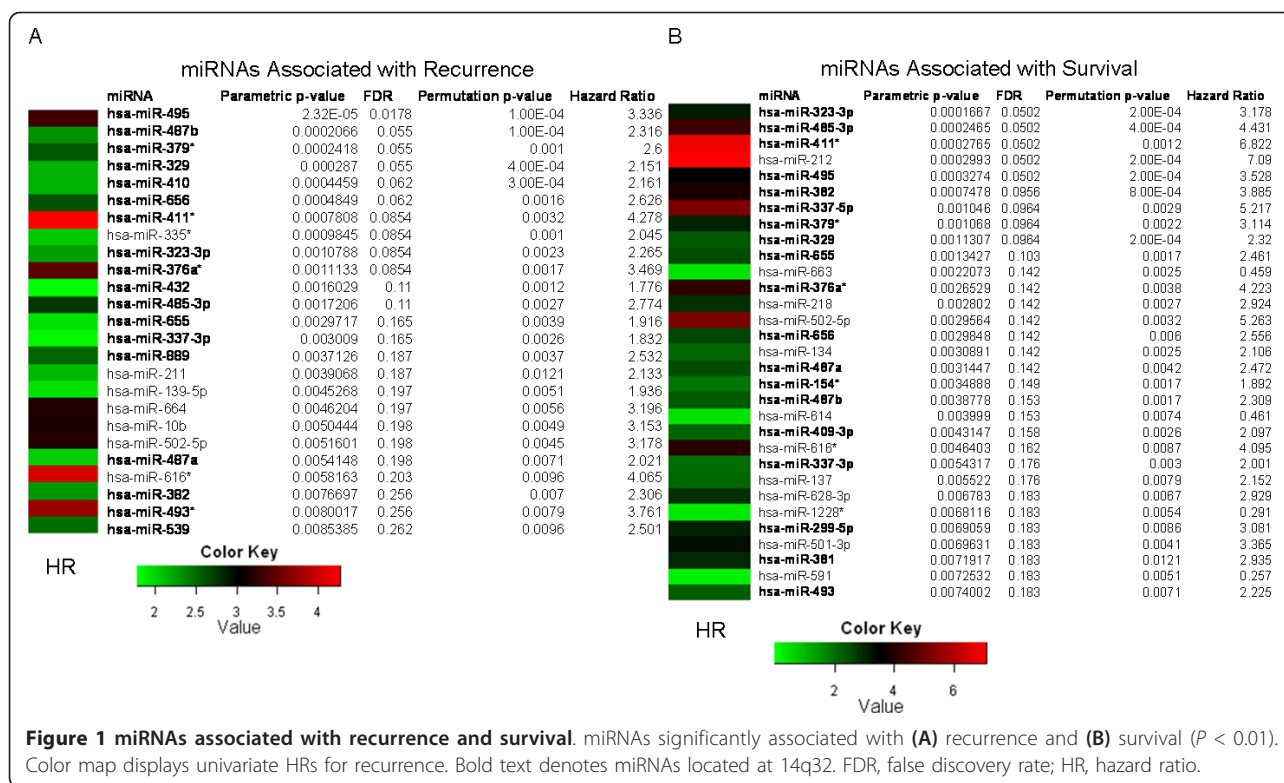 A
miRNAs Associated with Recurrence
miRNA Parametric p-value FDR Permutation p-value Hazard Ratio
hsa-miR-495 2.32E-05 0.0178 1.00E-04 3.336
hsa-miR-487b 0.0002066 0.055 1.00E-04 2.316
hsa-miR-379* 0.0002418 0.055 0.001 2.6
hsa-miR-329 0.000287 0.055 4.00E-04 2.151
hsa-miR-410 0.0004459 0.062 3.00E-04 2.161
hsa-miR-656 0.0004849 0.062 0.0016 2.626
hsa-miR-411* 0.0007808 0.0854 0.0032 4.278
hsa-miR-335* 0.0009845 0.0854 0.001 2.045
hsa-miR-323-3p 0.0010788 0.0854 0.0023 2.265
hsa-miR-376a* 0.0011133 0.0854 0.0017 3.469
hsa-miR-432 0.0016029 0.11 0.0012 1.776
hsa-miR-485-3p 0.0017206 0.11 0.0027 2.774
hsa-miR-655 0.0029717 0.165 0.0039 1.916
hsa-miR-337-3p 0.003009 0.165 0.0026 1.832
hsa-miR-889 0.0037126 0.187 0.0037 2.532
hsa-miR-211 0.0039068 0.187 0.0121 2.133
hsa-miR-139-5p 0.0045268 0.197 0.0051 1.936
hsa-miR-664 0.0046204 0.197 0.0056 3.196
hsa-miR-10b 0.0050444 0.198 0.0049 3.153
hsa-miR-502-5p 0.0051601 0.198 0.0045 3.178
hsa-miR-487a 0.0054148 0.198 0.0071 2.021
hsa-miR-616* 0.0058163 0.203 0.0096 4.065
hsa-miR-382 0.0076697 0.256 0.007 2.306
hsa-miR-493* 0.0080017 0.256 0.0079 3.761
hsa-miR-539 0.0085385 0.262 0.0096 2.501
HR
Color Key
2 2.5 3 3.5 4
Value
B
miRNAs Associated with Survival
miRNA Parametric p-value FDR Permutation p-value Hazard Ratio
hsa-miR-323-3p 0.0001667 0.0502 2.00E-04 3.178
hsa-miR-485-3p 0.0002465 0.0502 4.00E-04 4.431
hsa-miR-411* 0.0002765 0.0502 0.0012 6.822
hsa-miR-212 0.0002993 0.0502 2.00E-04 7.09
hsa-miR-495 0.0003274 0.0502 2.00E-04 3.528
hsa-miR-382 0.0007478 0.0956 8.00E-04 3.885
hsa-miR-337-5p 0.001046 0.0964 0.0029 5.217
hsa-miR-379* 0.001068 0.0964 0.0022 3.114
hsa-miR-329 0.0011307 0.0964 2.00E-04 2.32
hsa-miR-655 0.0013427 0.103 0.0017 2.461
hsa-miR-663 0.0022073 0.142 0.0025 0.459
hsa-miR-376a* 0.0026529 0.142 0.0038 4.223
hsa-miR-218 0.002802 0.142 0.0027 2.924
hsa-miR-502-5p 0.0029564 0.142 0.0032 5.263
hsa-miR-656 0.0029848 0.142 0.006 2.556
hsa-miR-134 0.0030891 0.142 0.0025 2.106
hsa-miR-487a 0.0031447 0.142 0.0042 2.472
hsa-miR-154* 0.0034888 0.149 0.0017 1.892
hsa-miR-487b 0.0038778 0.153 0.0017 2.309
hsa-miR-614 0.003999 0.153 0.0074 0.461
hsa-miR-409-3p 0.0043147 0.158 0.0026 2.097
hsa-miR-616* 0.0046403 0.162 0.0087 4.095
hsa-miR-337-3p 0.0054317 0.176 0.003 2.001
hsa-miR-137 0.005522 0.176 0.0079 2.152
hsa-miR-628-3p 0.006783 0.183 0.0067 2.929
hsa-miR-1228* 0.0068116 0.183 0.0054 0.291
hsa-miR-299-5p 0.0069059 0.183 0.0086 3.081
hsa-miR-501-3p 0.0069631 0.183 0.0041 3.365
hsa-miR-381 0.0071917 0.183 0.0121 2.935
hsa-miR-591 0.0072532 0.183 0.0051 0.257
hsa-miR-493 0.0074002 0.183 0.0071 2.225
HR
Color Key
2 4 6
Value
Figure 1 miRNAs associated with recurrence and survival. miRNAs significantly associated with (A) recurrence and (B) survival (P < 0.01).
Color map displays univariate HRs for recurrence. Bold text denotes miRNAs located at 14q32. FDR, false discovery rate; HR, hazard ratio.